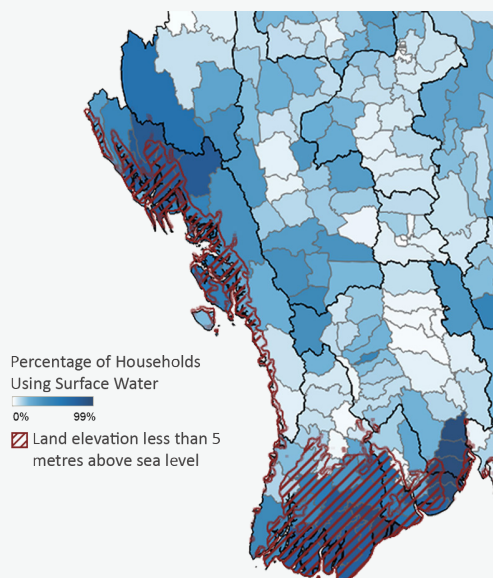 Percentage of Households
Using Surface Water
0% 99%
Land elevation less than 5
metres above sea level